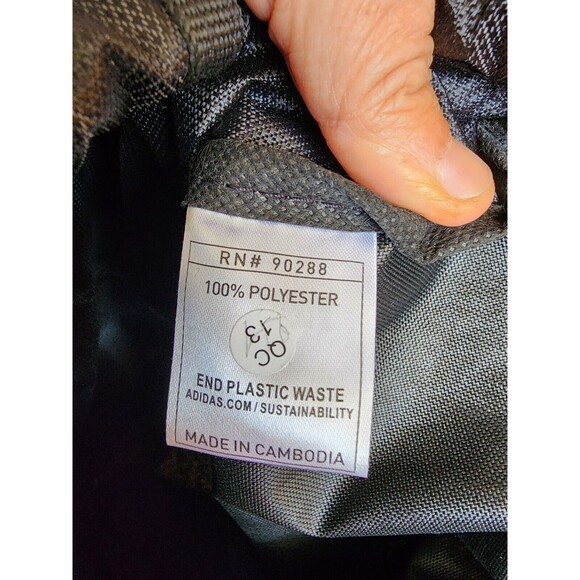 RN# 90288
100% POLYESTER
QC
13
END PLASTIC WASTE
ADIDAS.COM/SUSTAINABILITY
MADE IN CAMBODIA